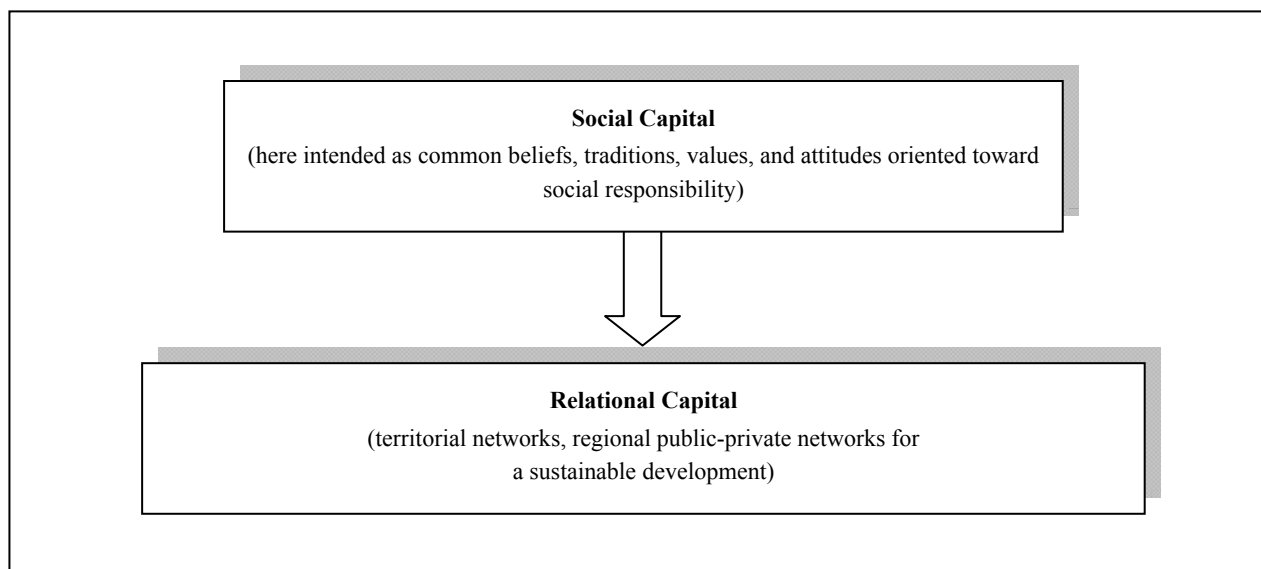 Social Capital
(here intended as common beliefs, traditions, values, and attitudes oriented toward
social responsibility)
Relational Capital
(territorial networks, regional public-private networks for
a sustainable development)